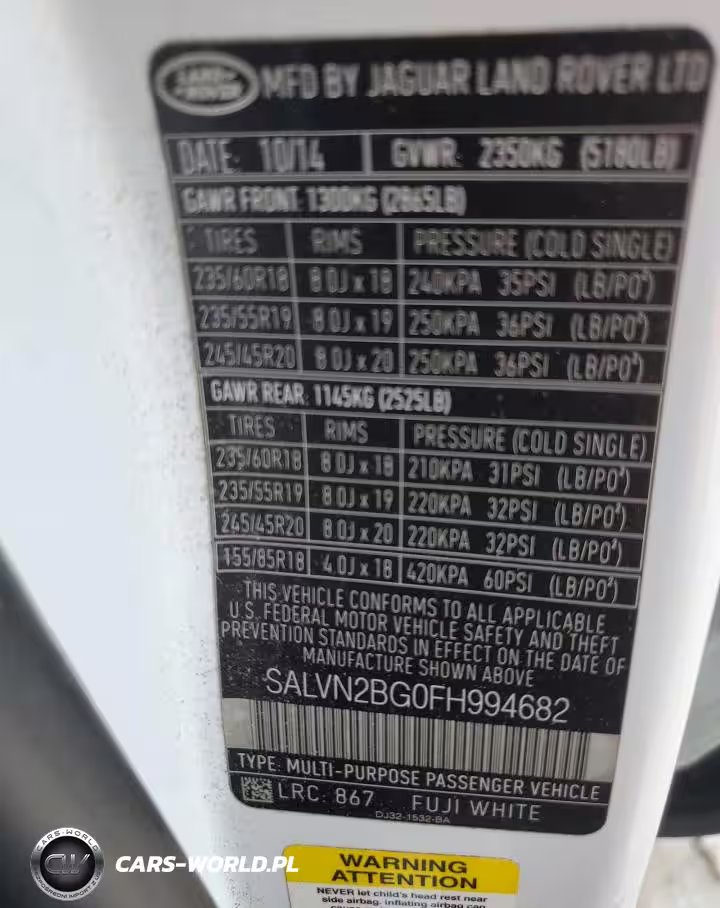 LAND-
ROVER
MFD BY JAGUAR LAND ROVER LTD
DATE: 10/14 GVWR: 2350KG (5180LB)
GAWR FRONT: 1300KG (2865LB)
TIRES RIMS PRESSURE (COLD SINGLE)
235/60R18 8.0J x 18 240KPA 35PSI (LB/PO²)
235/55R19 8.0J x 19 250KPA 36PSI (LB/PO²)
245/45R20 8.0J x 20 250KPA 36PSI (LB/PO²)
GAWR REAR: 1145KG (2525LB)
TIRES RIMS PRESSURE (COLD SINGLE)
235/60R18 8.0J x 18 210KPA 31PSI (LB/PO²)
235/55R19 8.0J x 19 220KPA 32PSI (LB/PO²)
245/45R20 8.0J x 20 220KPA 32PSI (LB/PO²)
155/85R18 4.0J x 18 420KPA 60PSI (LB/PO²)
THIS VEHICLE CONFORMS TO ALL APPLICABLE
U.S. FEDERAL MOTOR VEHICLE SAFETY AND THEFT
PREVENTION STANDARDS IN EFFECT ON THE DATE OF
MANUFACTURE SHOWN ABOVE
SALVN2BG0FH994682
TYPE: MULTI-PURPOSE PASSENGER VEHICLE
LRC: 867 FUJI WHITE
DJ32-1532-BA
WARNING
ATTENTION
NEVER let child's head rest near
side airbag. inflating airbag can
CARS-WORLD
CW
CARS-WORLD.PL